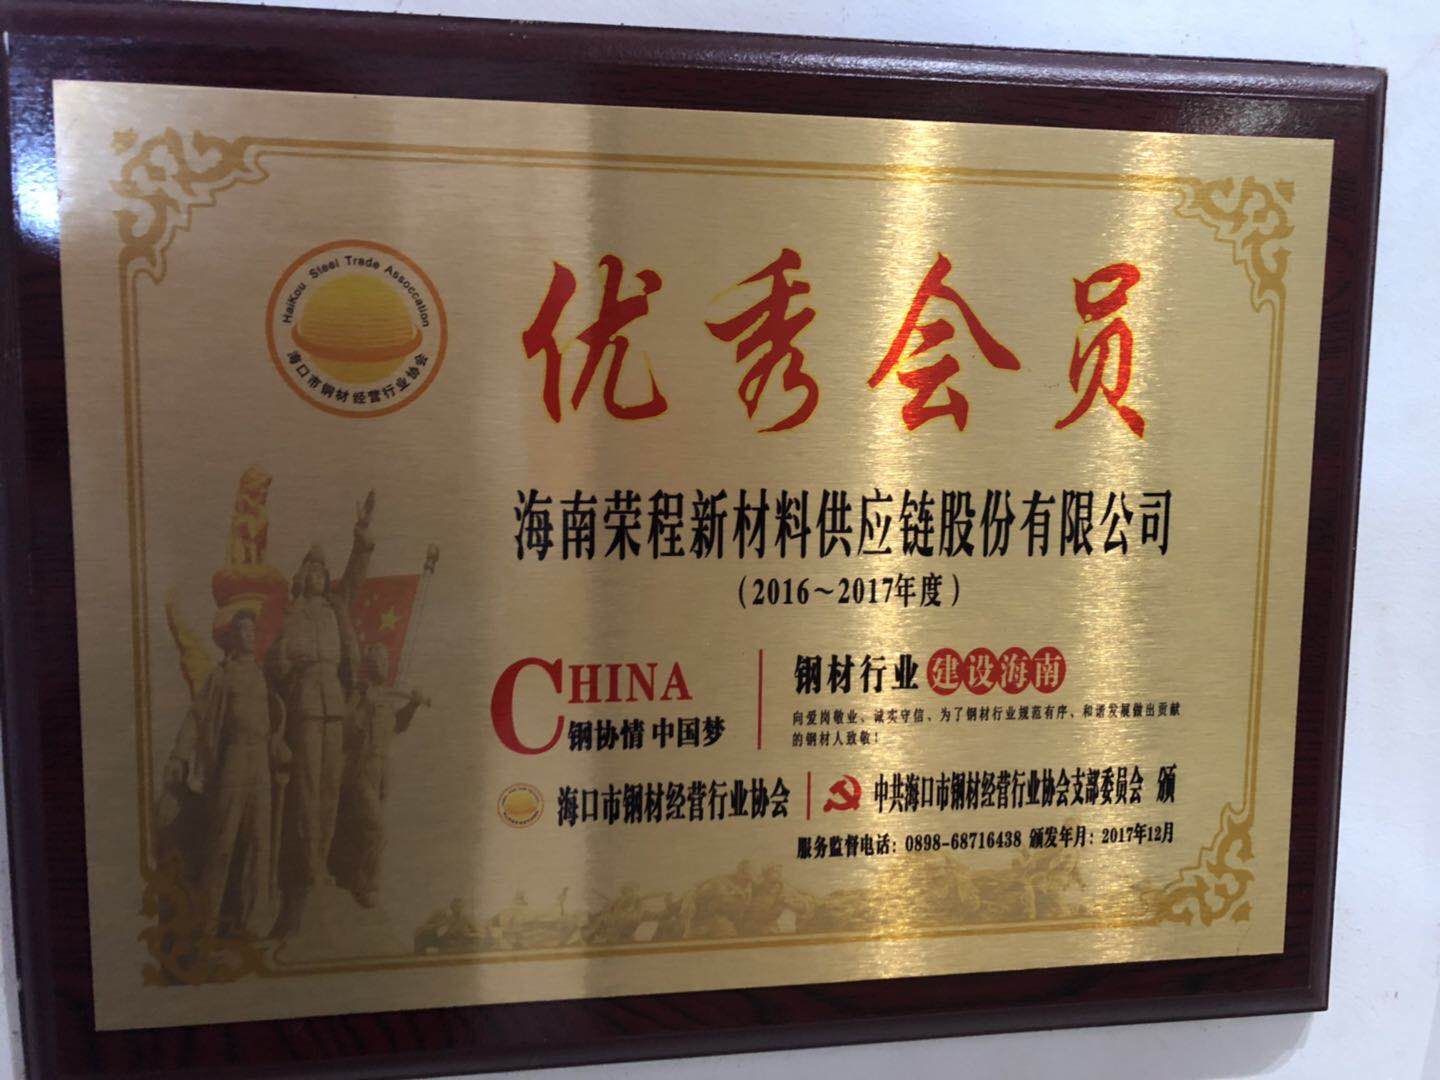 HaiKou Steel Trade Assoccation
海口市钢材经营行业协会
优秀会员
海南荣程新材料供应链股份有限公司
（2016～2017年度）
CHINA
钢协情 中国梦
钢材行业 建设海南
向爱岗敬业、诚实守信、为了钢材行业规范有序、和谐发展做出贡献
的钢材人致敬！
海口市钢材经营行业协会 中共海口市钢材经营行业协会支部委员会 颁
服务监督电话：0898-68716438 颁发年月：2017年12月